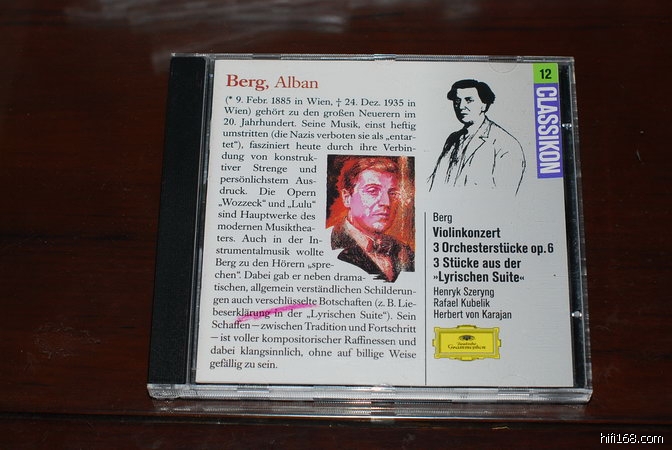 Berg, Alban
(* 9. Febr. 1885 in Wien, † 24. Dez. 1935 in
Wien) gehört zu den großen Neuerern im
20. Jahrhundert. Seine Musik, einst heftig
umstritten (die Nazis verboten sie als „entar-
tet“), fasziniert heute durch ihre Verbin-
dung von konstruk-
tiver Strenge und
persönlichstem Aus-
druck. Die Opern
„Wozzeck“ und „Lulu“
sind Hauptwerke des
modernen Musikthea-
ters. Auch in der In-
strumentalmusik wollte
Berg zu den Hörern „spre-
chen“. Dabei gab er neben drama-
tischen, allgemein verständlichen Schilderun-
gen auch verschlüsselte Botschaften (z. B. Lie-
beserklärung in der „Lyrischen Suite“). Sein
Schaffen – zwischen Tradition und Fortschritt
– ist voller kompositorischer Raffinessen und
dabei klangsinnlich, ohne auf billige Weise
gefällig zu sein.
12
CLASSIKON
Berg
Violinkonzert
3 Orchesterstücke op. 6
3 Stücke aus der
»Lyrischen Suite«
Henryk Szeryng
Rafael Kubelik
Herbert von Karajan
Deutsche
Grammophon
hifi168.com